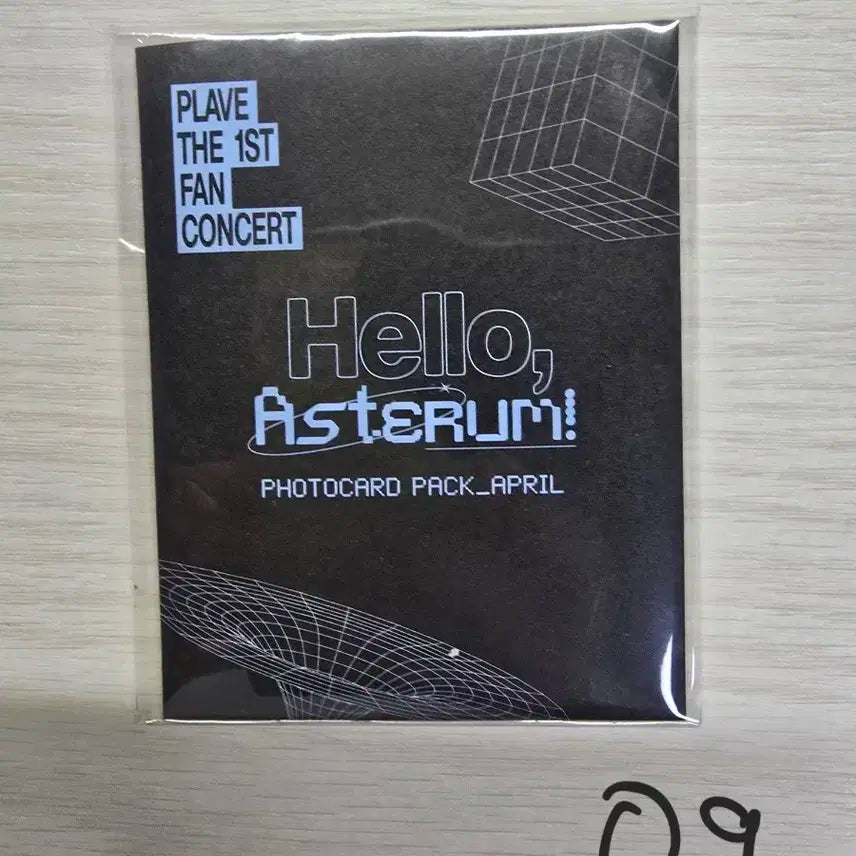 PLAVE
THE 1ST
FAN
CONCERT
Hello,
Asterum!
PHOTOCARD PACK_APRIL